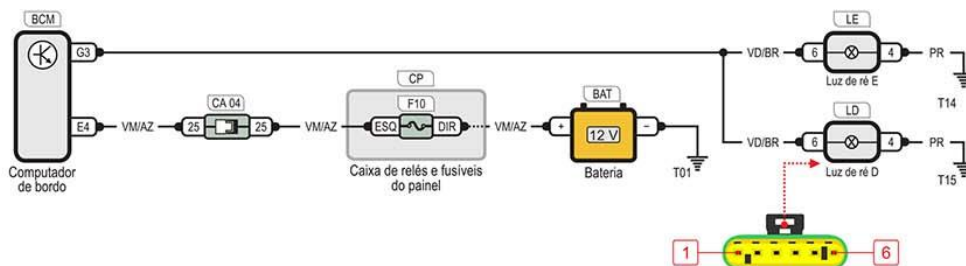 BCM
G3
E4
Computador
de bordo
VM/AZ
CA 04
25
25
VM/AZ
CP
F10
ESQ
DIR
Caixa de relés e fusíveis
do painel
VM/AZ
BAT
+
12 V
−
Bateria
T01
VD/BR
LE
6
4
PR
Luz de ré E
T14
VD/BR
LD
6
4
PR
Luz de ré D
T15
1
6